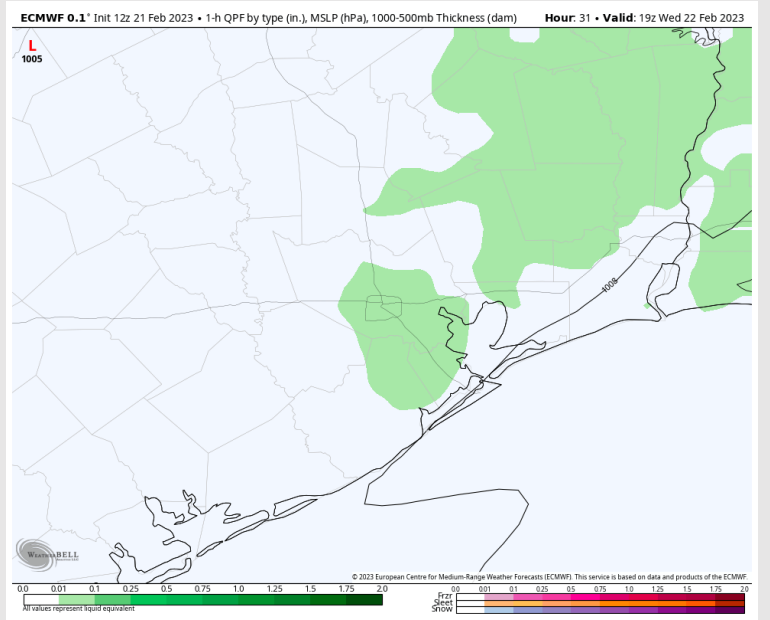 ECMWF 0.1° Init 12z 21 Feb 2023 • 1-h QPF by type (in.), MSLP (hPa), 1000-500mb Thickness (dam) Hour: 31 • Valid: 19z Wed 22 Feb 2023
L
1005
1008
WeatherBELL
© 2023 European Centre for Medium-Range Weather Forecasts (ECMWF). This service is based on data and products of the ECMWF.
0.0 0.01 0.1 0.25 0.5 0.75 1.0 1.25 1.5 1.75 2.0
All values represent liquid equivalent
0.0 0.01 0.1 0.25 0.5 0.75 1.0 1.25 1.5 1.75 2.0
Frzr
Sleet
Snow